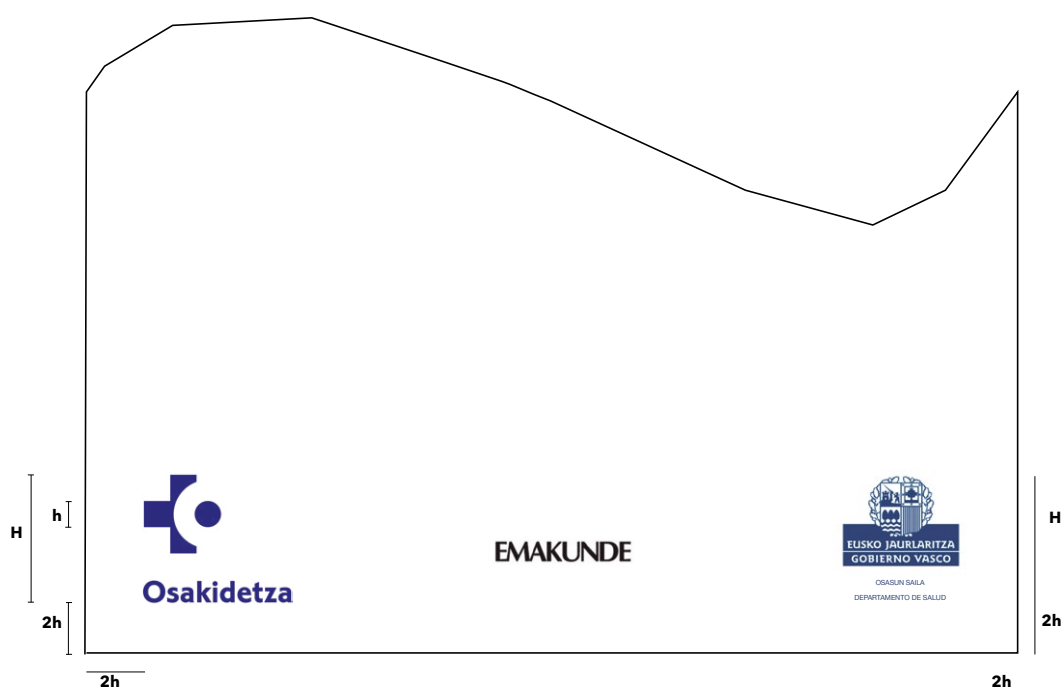 h
H
H
EUSKO JAURLARITZA
GOBIERNO VASCO
EMAKUNDE
OSASUN SAILA
Osakidetza
DEPARTAMENTO DE SALUD
2h
2h
2h
2h